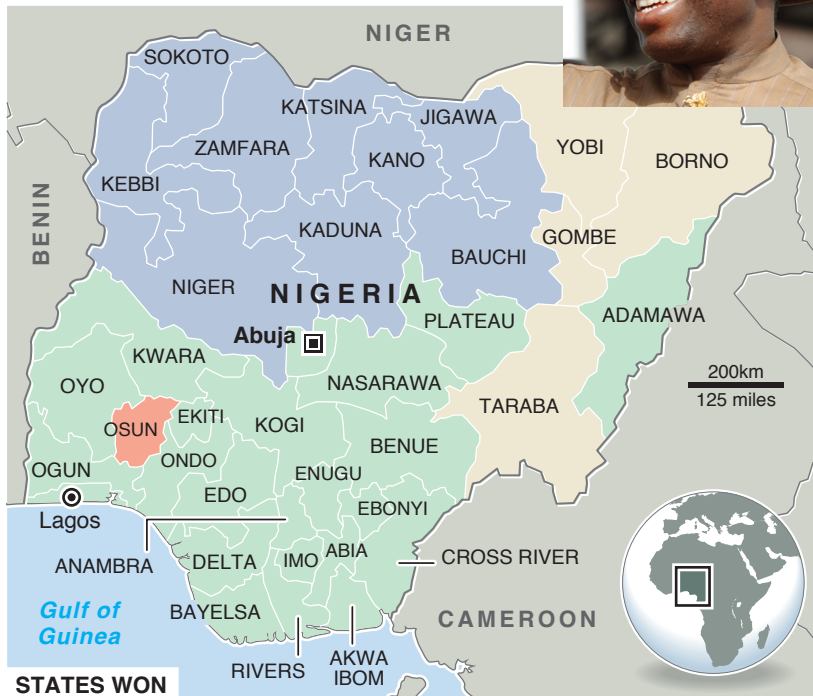 NIGER
SOKOTO
KATSINA
JIGAWA
YOBI
BORNO
ZAMFARA
KANO
KEBBI
BENIN
KADUNA
GOMBE
BAUCHI
NIGER
NIGERIA
ADAMAWA
PLATEAU
Abuja
KWARA
200km
125 miles
OYO
NASARAWA
TARABA
EKITI
KOGI
OSUN
BENUE
ONDO
OGUN
ENUGU
EDO
EBONYI
Lagos
ANAMBRA
DELTA
IMO
ABIA
CROSS RIVER
BAYELSA
Gulf of
Guinea
CAMEROON
RIVERS
AKWA
IBOM
STATES WON